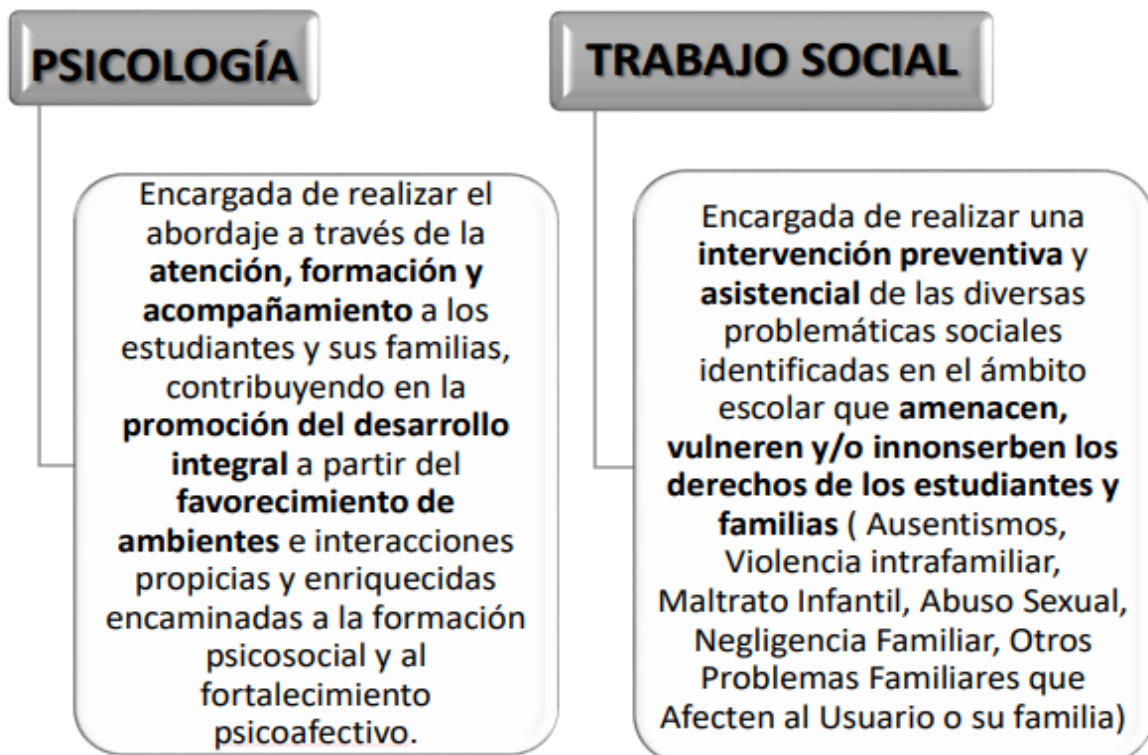 PSICOLOGÍA
Encargada de realizar el
abordaje a través de la
atención, formación y
acompañamiento a los
estudiantes y sus familias,
contribuyendo en la
promoción del desarrollo
integral a partir del
favorecimiento de
ambientes e interacciones
propicias y enriquecidas
encaminadas a la formación
psicosocial y al
fortalecimiento
psicoafectivo.
TRABAJO SOCIAL
Encargada de realizar una
intervención preventiva y
asistencial de las diversas
problemáticas sociales
identificadas en el ámbito
escolar que amenacen,
vulneren y/o innonserben los
derechos de los estudiantes y
familias ( Ausentismos,
Violencia intrafamiliar,
Maltrato Infantil, Abuso Sexual,
Negligencia Familiar, Otros
Problemas Familiares que
Afecten al Usuario o su familia)